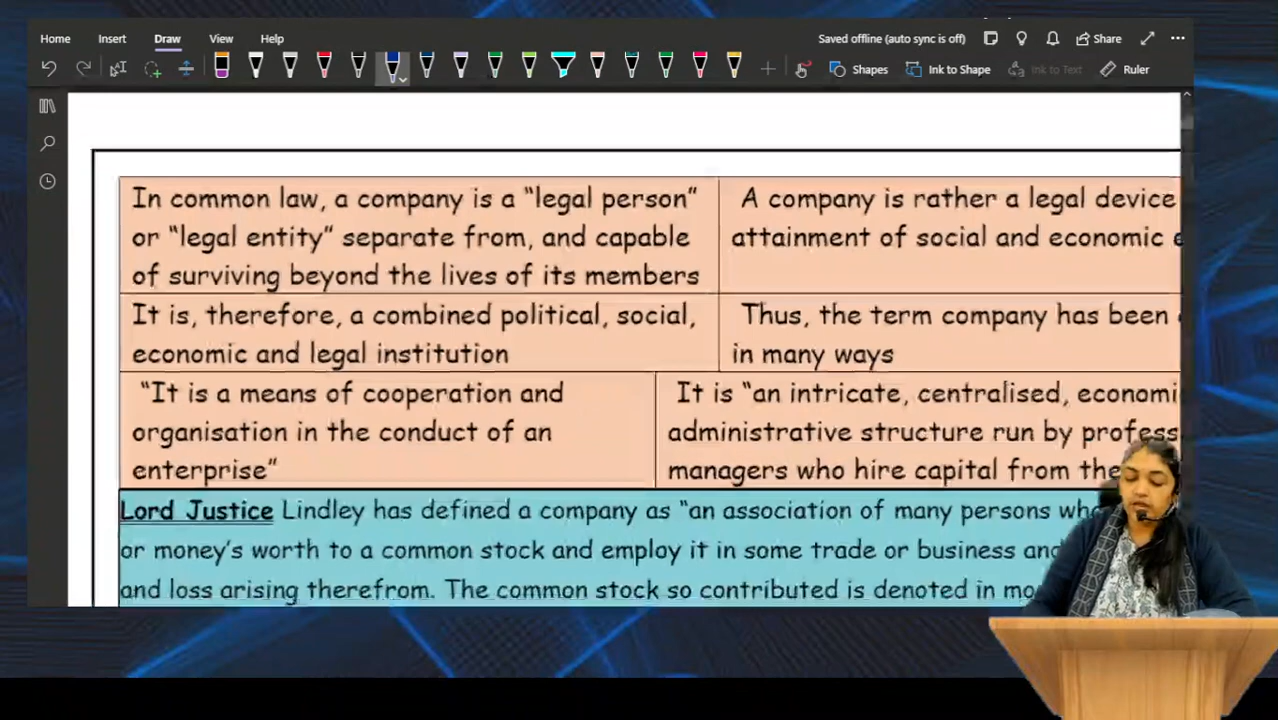 Home Insert Draw View Help Saved offline (auto sync is off) Share
Shapes Ink to Shape Ink to Text Ruler
In common law, a company is a “legal person”
or “legal entity” separate from, and capable
of surviving beyond the lives of its members
A company is rather a legal device
attainment of social and economic
It is, therefore, a combined political, social,
economic and legal institution
Thus, the term company has been
in many ways
“It is a means of cooperation and
organisation in the conduct of an
enterprise”
It is “an intricate, centralised,
administrative structure run by
managers who hire capital from
Lord Justice Lindley has defined a company as “an association of many persons
or money’s worth to a common stock and employ it in some trade or business
and loss arising therefrom. The common stock so contributed is denoted in